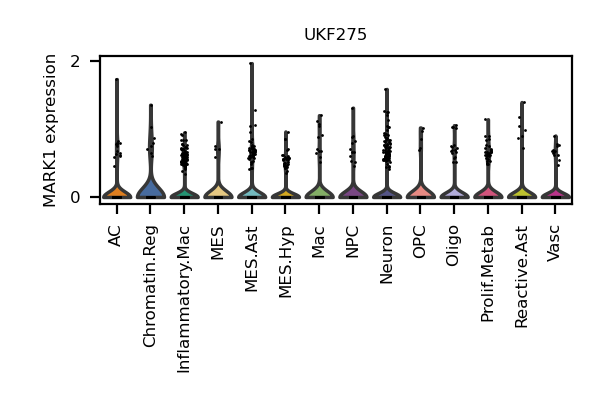 UKF275
MARK1 expression
2
0
AC
Chromatin.Reg
Inflammatory.Mac
MES
MES.Ast
MES.Hyp
Mac
NPC
Neuron
OPC
Oligo
Prolif.Metab
Reactive.Ast
Vasc